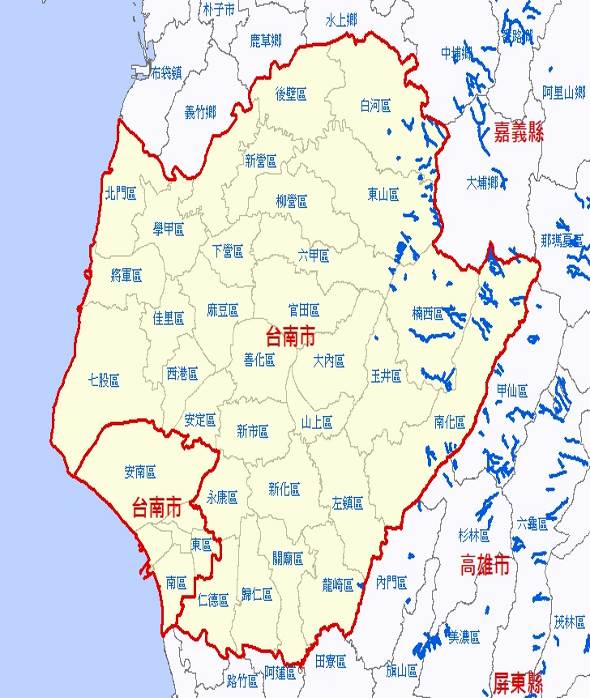 朴子市
水上鄉
鹿草鄉
中埔鄉
布袋鎮
阿里山鄉
後壁區
白河區
義竹鄉
嘉義縣
新營區
大埔鄉
北門區
柳營區
東山區
學甲區
那瑪夏區
下營區
六甲區
將軍區
佳里區
麻豆區
官田區
楠西區
台南市
善化區
大內區
玉井區
七股區
西港區
甲仙區
安定區
新市區
山上區
南化區
安南區
新化區
永康區
左鎮區
台南市
杉林區
六龜區
東區
關廟區
高雄市
南區
龍崎區
內門區
仁德區
歸仁區
茂林區
美濃區
田寮區
阿蓮區
旗山區
路竹區
屏東縣